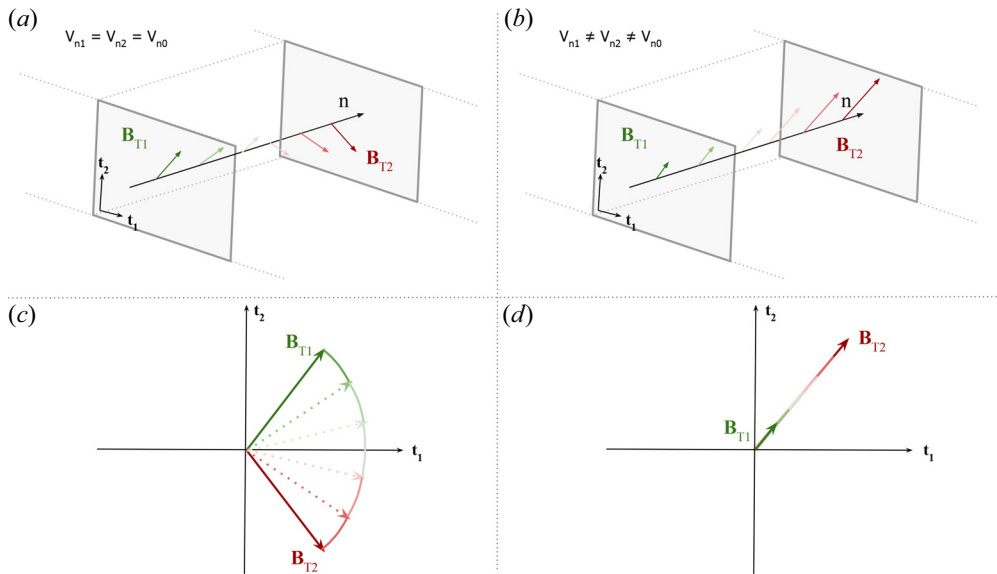 (a)
V_n1 = V_n2 = V_n0
n
B_T1
B_T2
t_2
t_1
(b)
V_n1 ≠ V_n2 ≠ V_n0
n
B_T1
B_T2
t_2
t_1
(c)
t_2
B_T1
t_1
B_T2
(d)
t_2
B_T2
B_T1
t_1